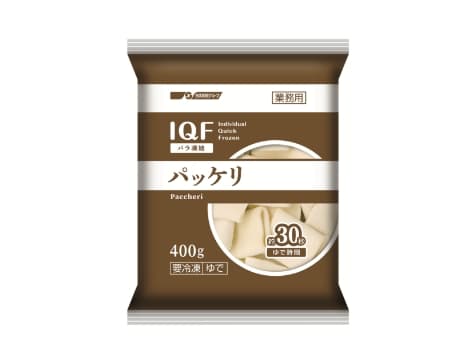 業務用
IQF
Individual
Quick
Frozen
バラ凍結
パッケリ
Paccheri
400g
約30秒
ゆで時間
要冷凍
ゆで